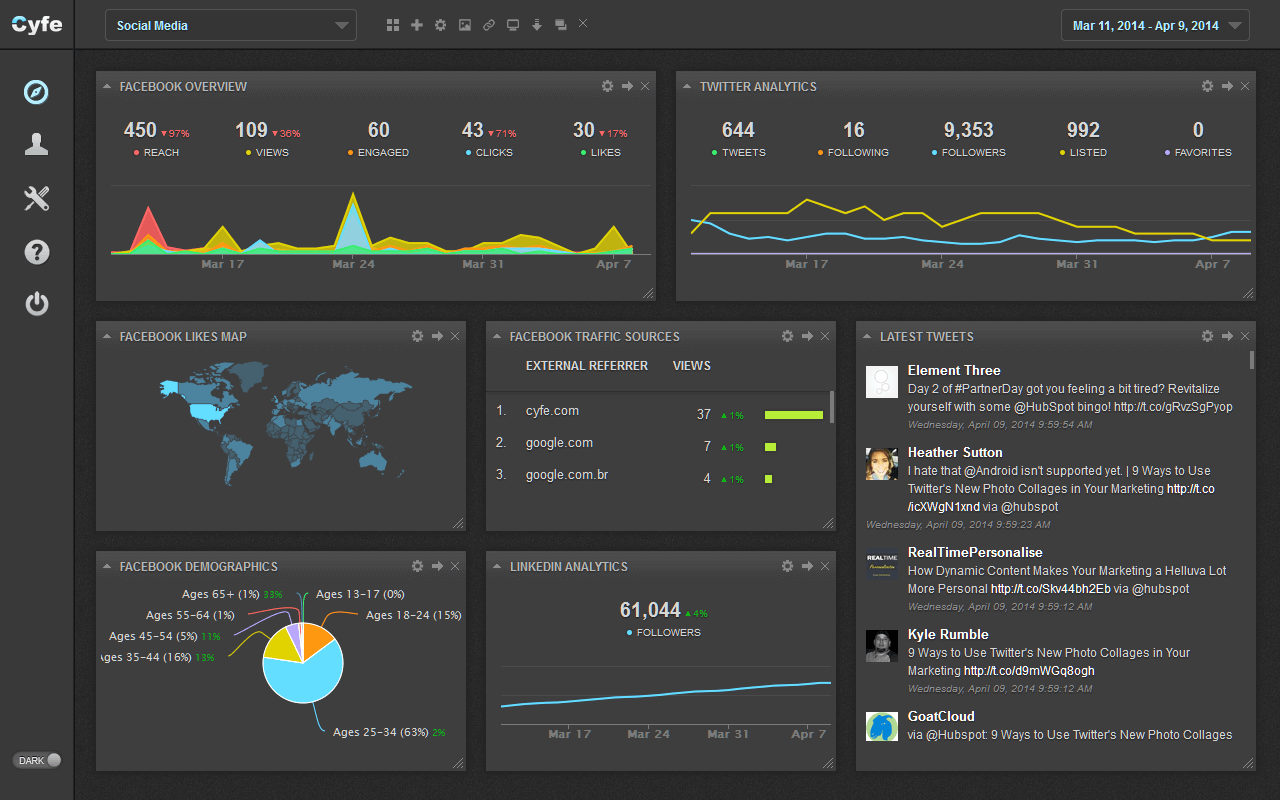 Cyfe
Social Media
Mar 11, 2014 - Apr 9, 2014
FACEBOOK OVERVIEW
450 ▼97% 109 ▼36% 60 43 ▼71% 30 ▼17%
REACH VIEWS ENGAGED CLICKS LIKES
Mar 17 Mar 24 Mar 31 Apr 7
TWITTER ANALYTICS
644 16 9,353 992 0
TWEETS FOLLOWING FOLLOWERS LISTED FAVORITES
Mar 17 Mar 24 Mar 31 Apr 7
FACEBOOK LIKES MAP
FACEBOOK TRAFFIC SOURCES
EXTERNAL REFERRER VIEWS
1. cyfe.com 37 ▲1%
2. google.com 7 ▲1%
3. google.com.br 4 ▲1%
LATEST TWEETS
Element Three
Day 2 of #PartnerDay got you feeling a bit tired? Revitalize
yourself with some @HubSpot bingo! http://t.co/gRvzSgPyop
Wednesday, April 09, 2014 9:59:54 AM
Heather Sutton
I hate that @Android isn't supported yet. | 9 Ways to Use
Twitter's New Photo Collages in Your Marketing http://t.co
/icXWgN1xnd via @hubspot
Wednesday, April 09, 2014 9:59:23 AM
REALTIME
RealTimePersonalise
How Dynamic Content Makes Your Marketing a Helluva Lot
More Personal http://t.co/Skv44bh2Eb via @hubspot
Wednesday, April 09, 2014 9:59:12 AM
Kyle Rumble
9 Ways to Use Twitter's New Photo Collages in Your
Marketing http://t.co/d9mWGq8ogh
Wednesday, April 09, 2014 9:59:12 AM
GoatCloud
via @Hubspot: 9 Ways to Use Twitter's New Photo Collages
FACEBOOK DEMOGRAPHICS
Ages 65+ (1%) 33% Ages 13-17 (0%)
Ages 55-64 (1%) Ages 18-24 (15%)
Ages 45-54 (5%) 11%
Ages 35-44 (16%) 13%
Ages 25-34 (63%) 2%
LINKEDIN ANALYTICS
61,044 ▲4%
FOLLOWERS
Mar 17 Mar 24 Mar 31 Apr 7
DARK